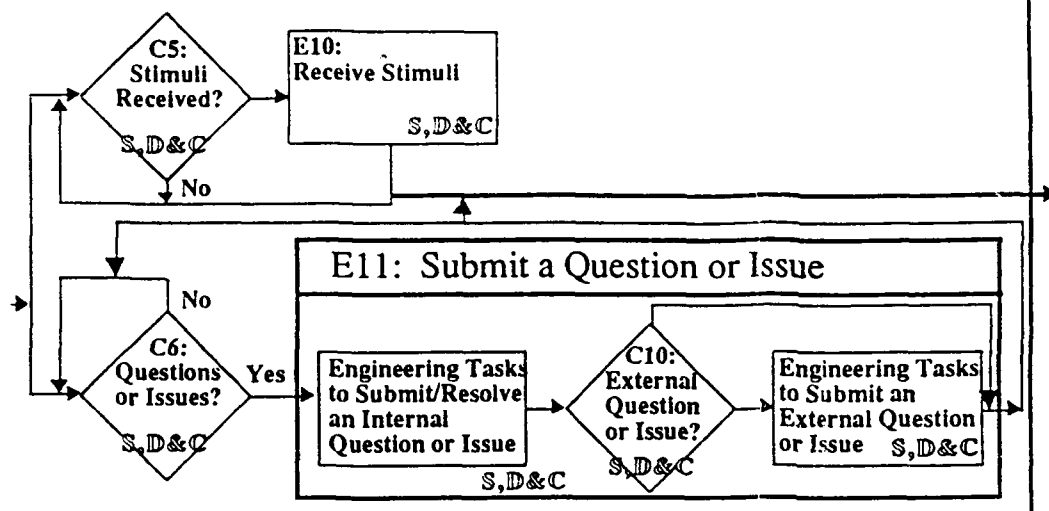 C5:
Stimuli
Received?
S,D&C
No
E10:
Receive Stimuli
S,D&C
E11: Submit a Question or Issue
No
C6:
Questions
or Issues?
S,D&C
Yes
Engineering Tasks
to Submit/Resolve
an Internal
Question or Issue
S,D&C
C10:
External
Question
or Issue?
S,D&C
Engineering Tasks
to Submit an
External Question
or Issue S,D&C